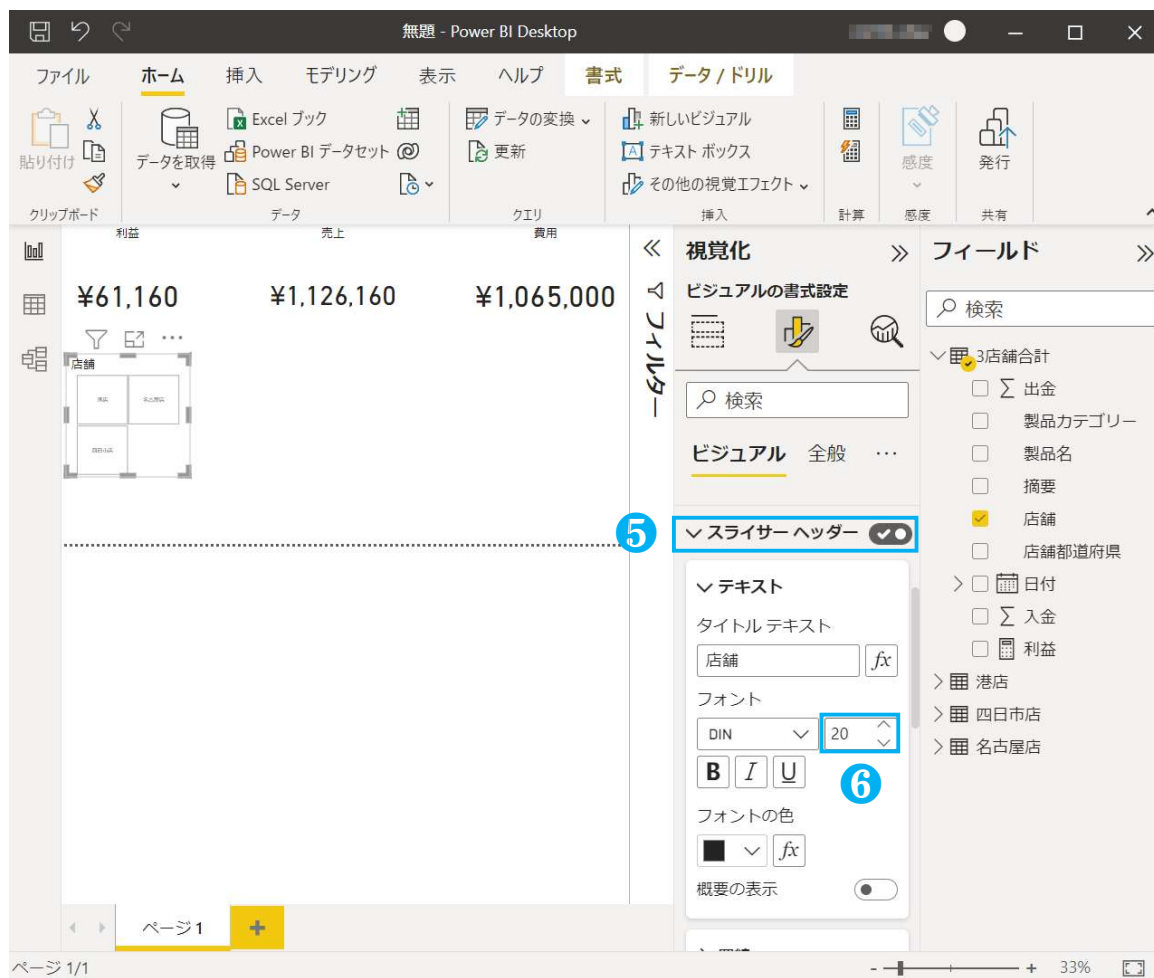 無題 - Power BI Desktop
ファイル ホーム 挿入 モデリング 表示 ヘルプ 書式 データ / ドリル
貼り付け
クリップボード
データを取得
Excel ブック
Power BI データセット
SQL Server
データ
データの変換
更新
クエリ
新しいビジュアル
テキスト ボックス
その他の視覚エフェクト
挿入
計算
感度
感度
発行
共有
利益 売上 費用
¥61,160 ¥1,126,160 ¥1,065,000
店舗
港店 名古屋店
四日市店
フィルター
視覚化
ビジュアルの書式設定
検索
ビジュアル 全般 ...
5
スライサー ヘッダー
テキスト
タイトル テキスト
店舗 fx
フォント
DIN 20
B I U
6
フォントの色
fx
概要の表示
フィールド
検索
3店舗合計
∑ 出金
製品カテゴリー
製品名
摘要
店舗
店舗都道府県
日付
∑ 入金
利益
港店
四日市店
名古屋店
ページ 1 +
ページ 1/1
- + 33%